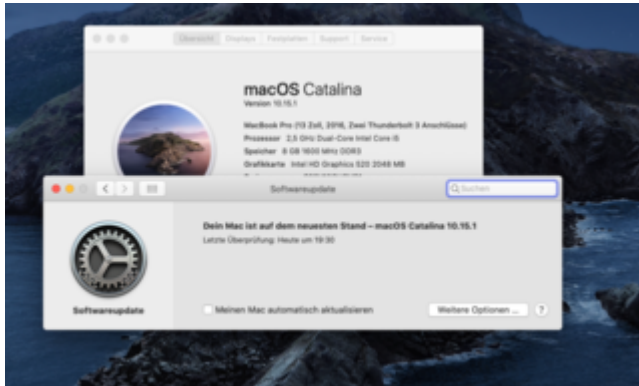 Übersicht Displays Festplatten Support Service
macOS Catalina
Version 10.15.1
MacBook Pro (13 Zoll, 2016, Zwei Thunderbolt 3 Anschlüsse)
Prozessor 2,5 GHz Dual-Core Intel Core i5
Speicher 8 GB 1600 MHz DDR3
Grafikkarte Intel HD Graphics 520 2048 MB
Softwareupdate
Suchen
Dein Mac ist auf dem neuesten Stand – macOS Catalina 10.15.1
Letzte Überprüfung: Heute um 19:30
Softwareupdate
Meinen Mac automatisch aktualisieren
Weitere Optionen ...
?